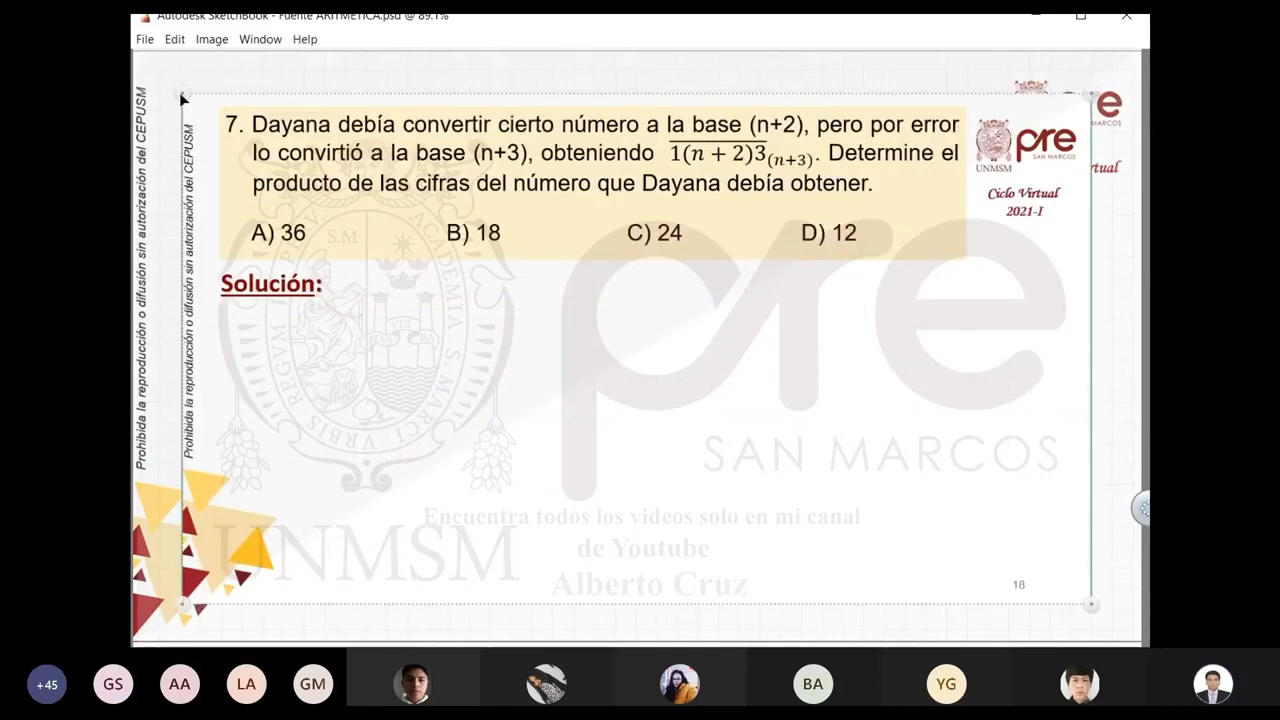 Autodesk SketchBook - Fuente ARITMETICA.psd @ 89.1%
File Edit Image Window Help
Prohibida la reproducción o difusión sin autorización del CEPUSM
Prohibida la reproducción o difusión sin autorización del CEPUSM
7. Dayana debía convertir cierto número a la base (n+2), pero por error
lo convirtió a la base (n+3), obteniendo 1(n + 2)3(n+3). Determine el
producto de las cifras del número que Dayana debía obtener.
A) 36 B) 18 C) 24 D) 12
e
MARCOS
rtual
pre
SAN MARCOS
UNMSM
Ciclo Virtual
2021-I
Solución:
S.M
ACADEMIA
pre
SAN MARCOS
UNMSM
Encuentra todos los videos solo en mi canal
de Youtube
Alberto Cruz
18
+45 GS AA LA GM BA YG